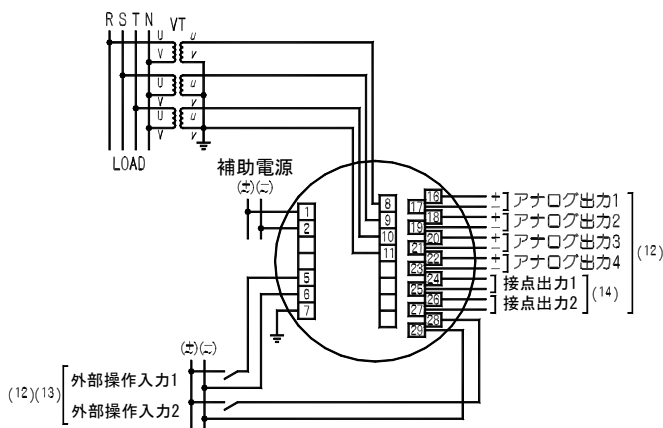 R S T N
VT
U u
V v
U u
V v
U u
V v
LOAD
補助電源
(±)(−)
1
2
5
6
7
8
9
10
11
16
17
18
19
20
21
22
23
24
25
26
27
28
29
+
− ]アナログ出力1
+
− ]アナログ出力2
+
− ]アナログ出力3
+
− ]アナログ出力4
(12)
]接点出力1
]接点出力2
(14)
(±)(−)
(12)(13)
外部操作入力1
外部操作入力2